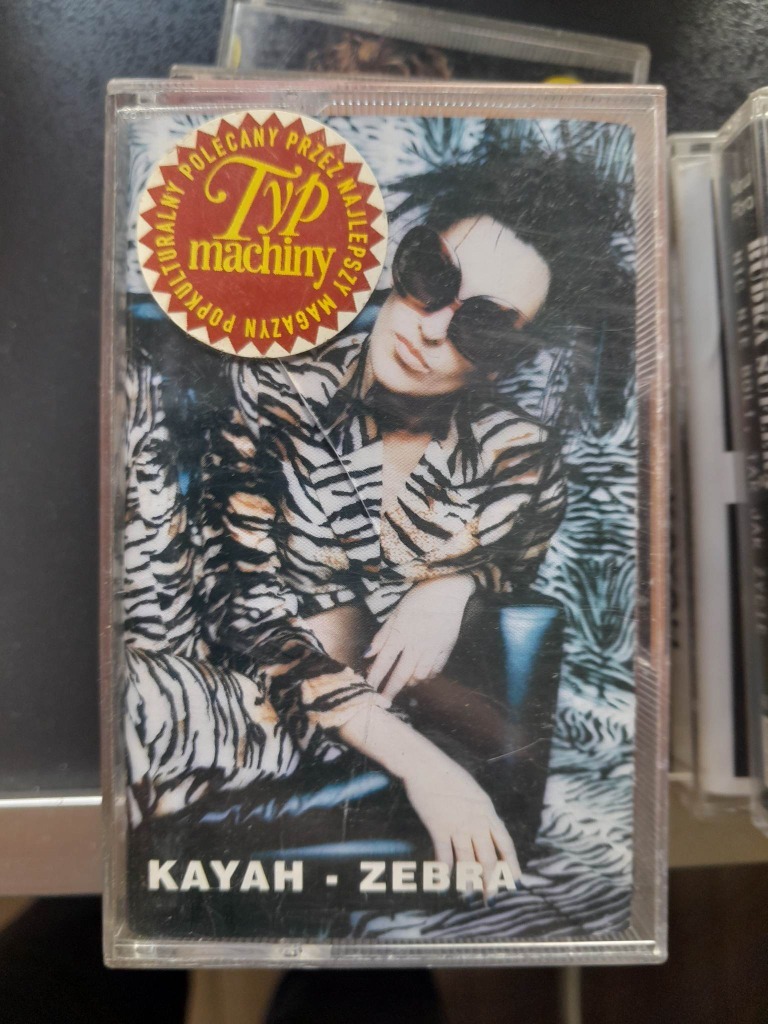 POLECANY PRZEZ NAJLEPSZY MAGAZYN POPKULTURALNY
Typ
machiny
KAYAH - ZEBRA